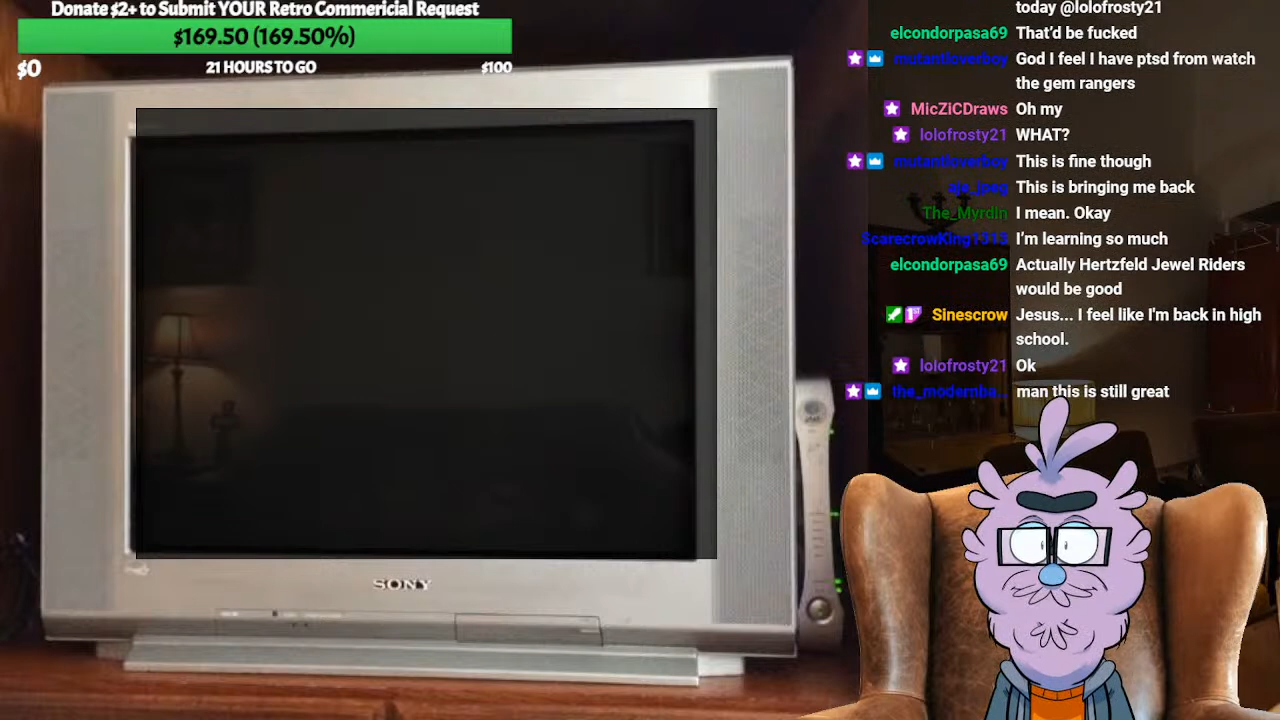 Donate $2+ to Submit YOUR Retro Commericial Request
$169.50 (169.50%)
$0
21 HOURS TO GO
$100
SONY
today @lolofrosty21
elcondorpasa69 That'd be fucked
mutantloverboy God I feel I have ptsd from watch
the gem rangers
MicZiCDraws Oh my
lolofrosty21 WHAT?
mutantloverboy This is fine though
aja_jpeg This is bringing me back
The_Myrdin I mean. Okay
ScarecrowKing1313 I'm learning so much
elcondorpasa69 Actually Hertzfeld Jewel Riders
would be good
Sinescrow Jesus... I feel like I'm back in high
school.
lolofrosty21 Ok
the_modernba... man this is still great